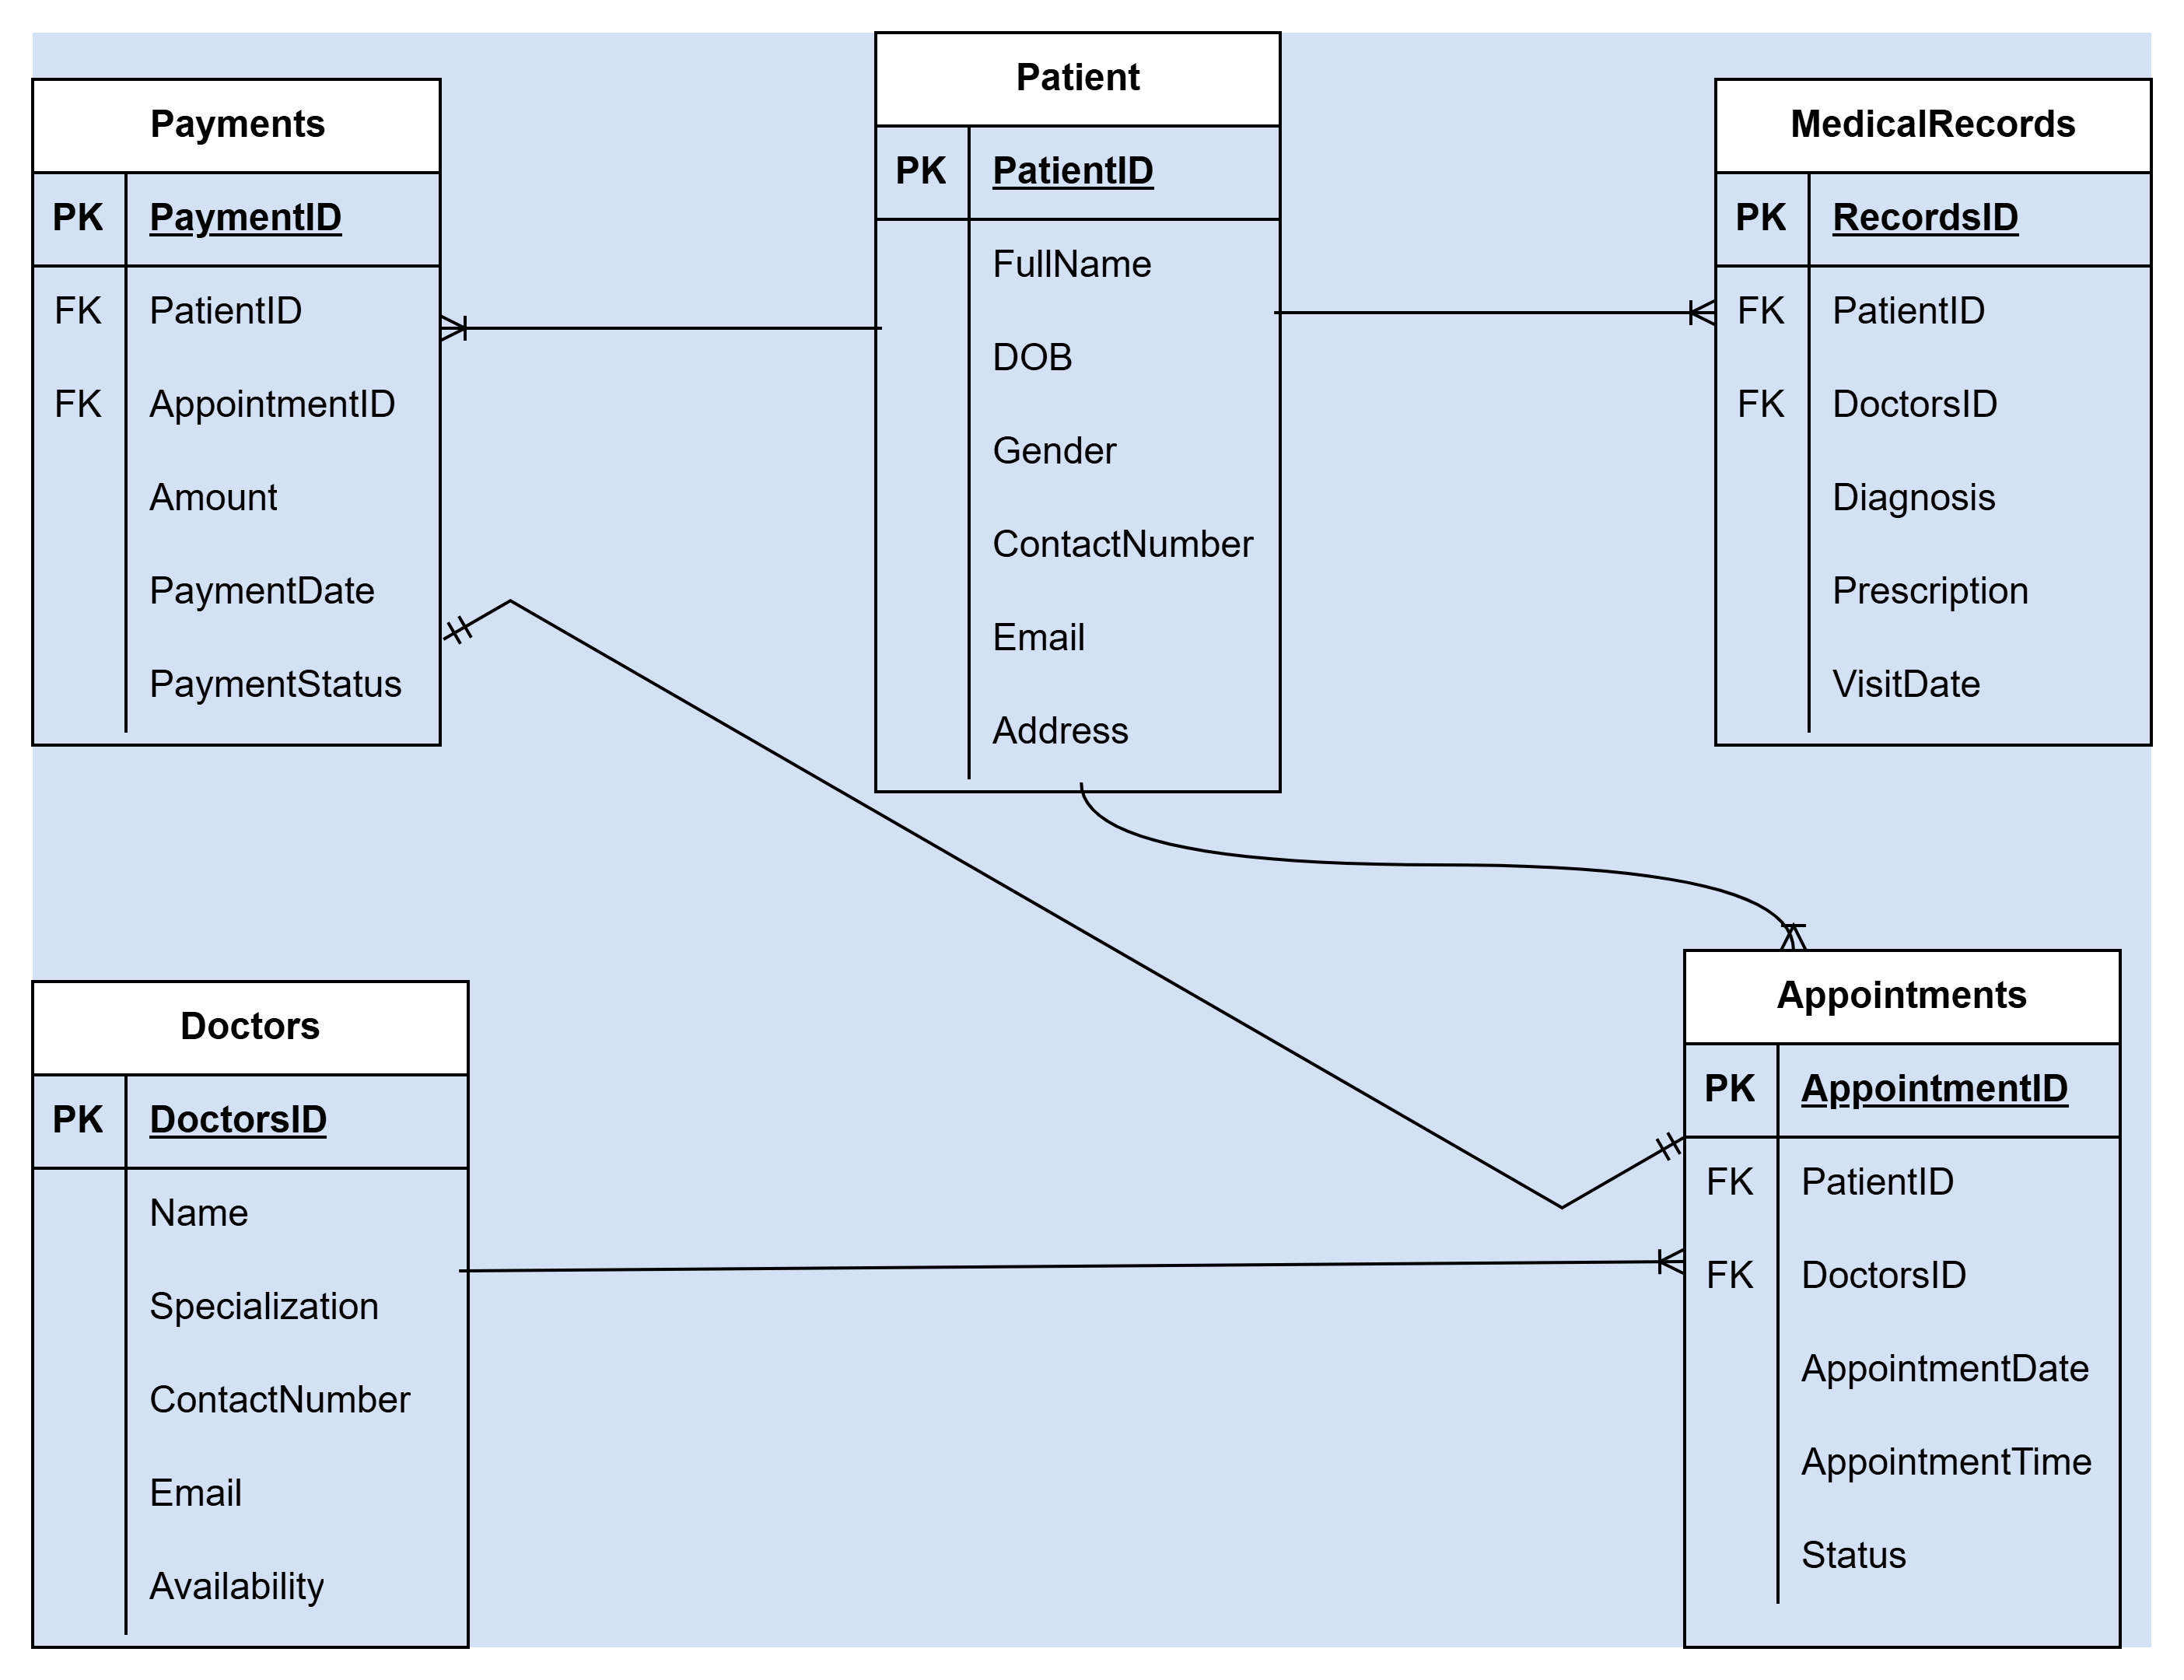 Payments
PK PaymentID
FK PatientID
FK AppointmentID
Amount
PaymentDate
PaymentStatus
Patient
PK PatientID
FullName
DOB
Gender
ContactNumber
Email
Address
MedicalRecords
PK RecordsID
FK PatientID
FK DoctorsID
Diagnosis
Prescription
VisitDate
Doctors
PK DoctorsID
Name
Specialization
ContactNumber
Email
Availability
Appointments
PK AppointmentID
FK PatientID
FK DoctorsID
AppointmentDate
AppointmentTime
Status